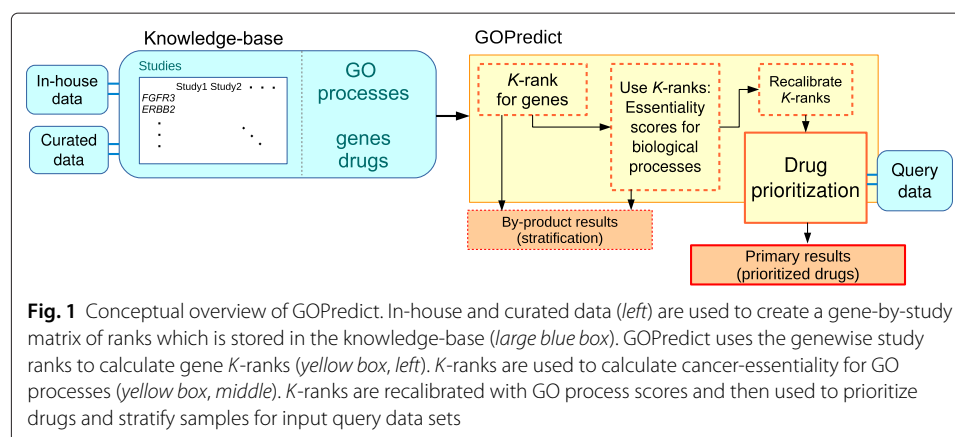 Knowledge-base
GOPredict
In-house
data
Curated
data
Studies
Study1 Study2 . . .
FGFR3
ERBB2
GO
processes
genes
drugs
K-rank
for genes
Use K-ranks:
Essentiality
scores for
biological
processes
Recalibrate
K-ranks
Drug
prioritization
Query
data
By-product results
(stratification)
Primary results
(prioritized drugs)
Fig. 1 Conceptual overview of GOPredict. In-house and curated data (left) are used to create a gene-by-study
matrix of ranks which is stored in the knowledge-base (large blue box). GOPredict uses the genewise study
ranks to calculate gene K-ranks (yellow box, left). K-ranks are used to calculate cancer-essentiality for GO
processes (yellow box, middle). K-ranks are recalibrated with GO process scores and then used to prioritize
drugs and stratify samples for input query data sets